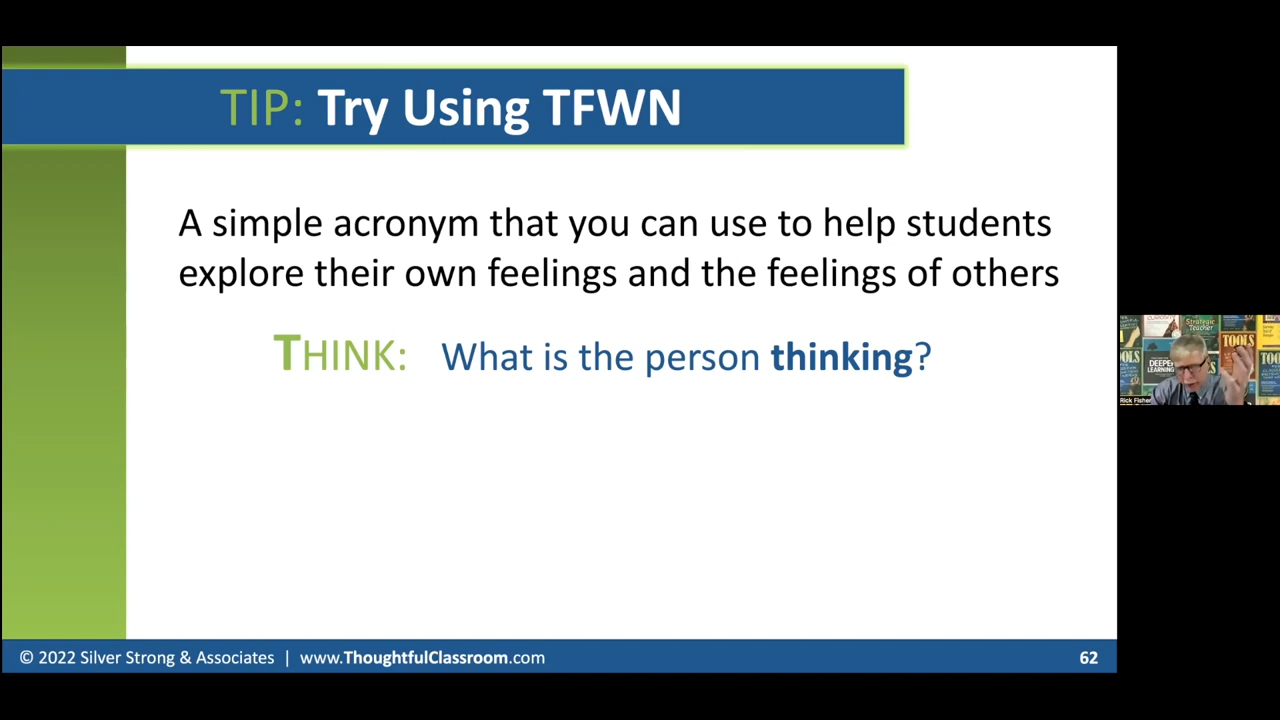 TIP: Try Using TFWN
A simple acronym that you can use to help students
explore their own feelings and the feelings of others
THINK: What is the person thinking?
Strategic
Teacher
TOOLS
DEEPER
LEARNING
Rick Fisher
© 2022 Silver Strong & Associates | www.ThoughtfulClassroom.com
62